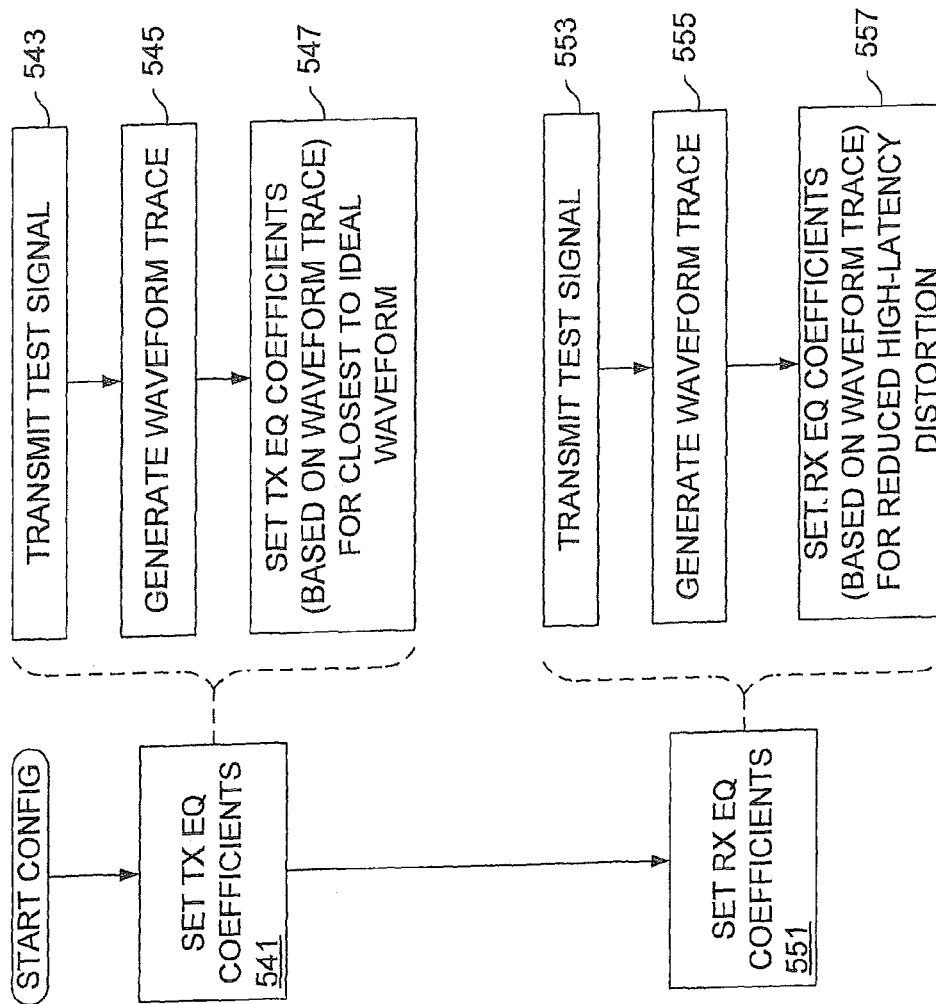 START CONFIG
SET TX EQ
COEFFICIENTS
541
TRANSMIT TEST SIGNAL
543
GENERATE WAVEFORM TRACE
545
SET TX EQ COEFFICIENTS
(BASED ON WAVEFORM TRACE)
FOR CLOSEST TO IDEAL
WAVEFORM
547
SET RX EQ
COEFFICIENTS
551
TRANSMIT TEST SIGNAL
553
GENERATE WAVEFORM TRACE
555
SET RX EQ COEFFICIENTS
(BASED ON WAVEFORM TRACE)
FOR REDUCED HIGH-LATENCY
DISTORTION
557